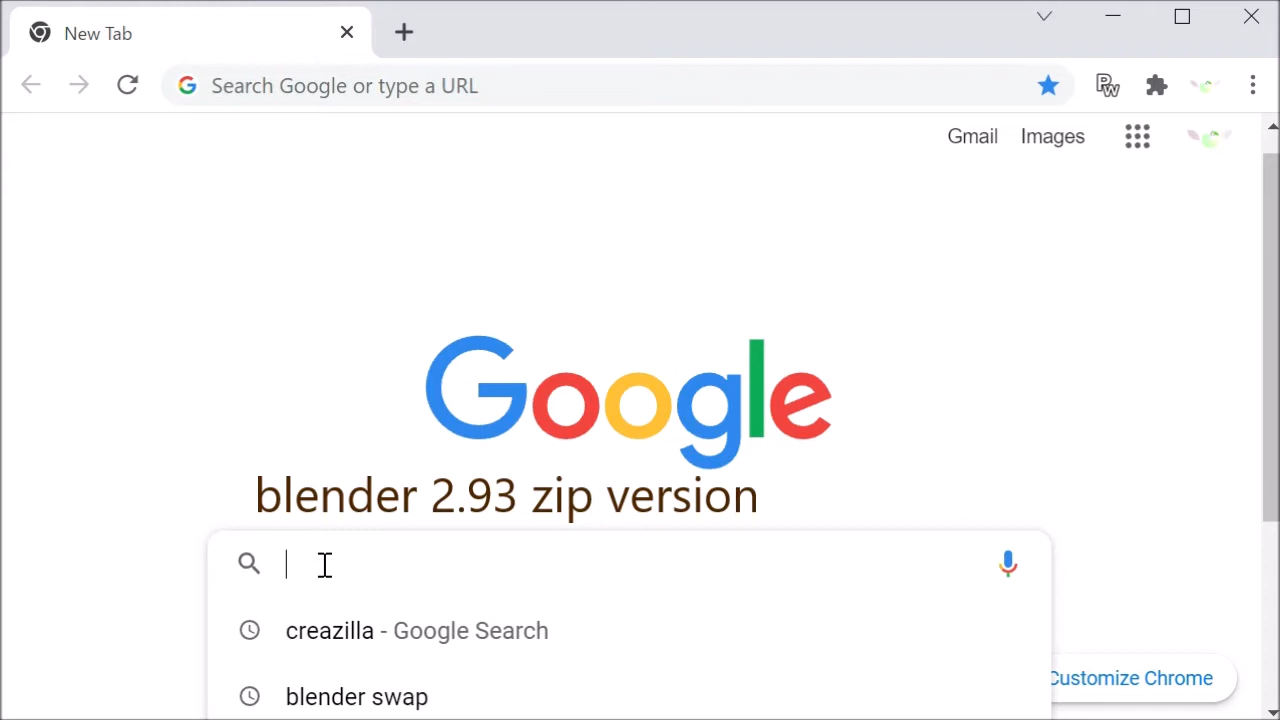 New Tab
Search Google or type a URL
Gmail Images
Google
blender 2.93 zip version
creazilla - Google Search
blender swap
Customize Chrome